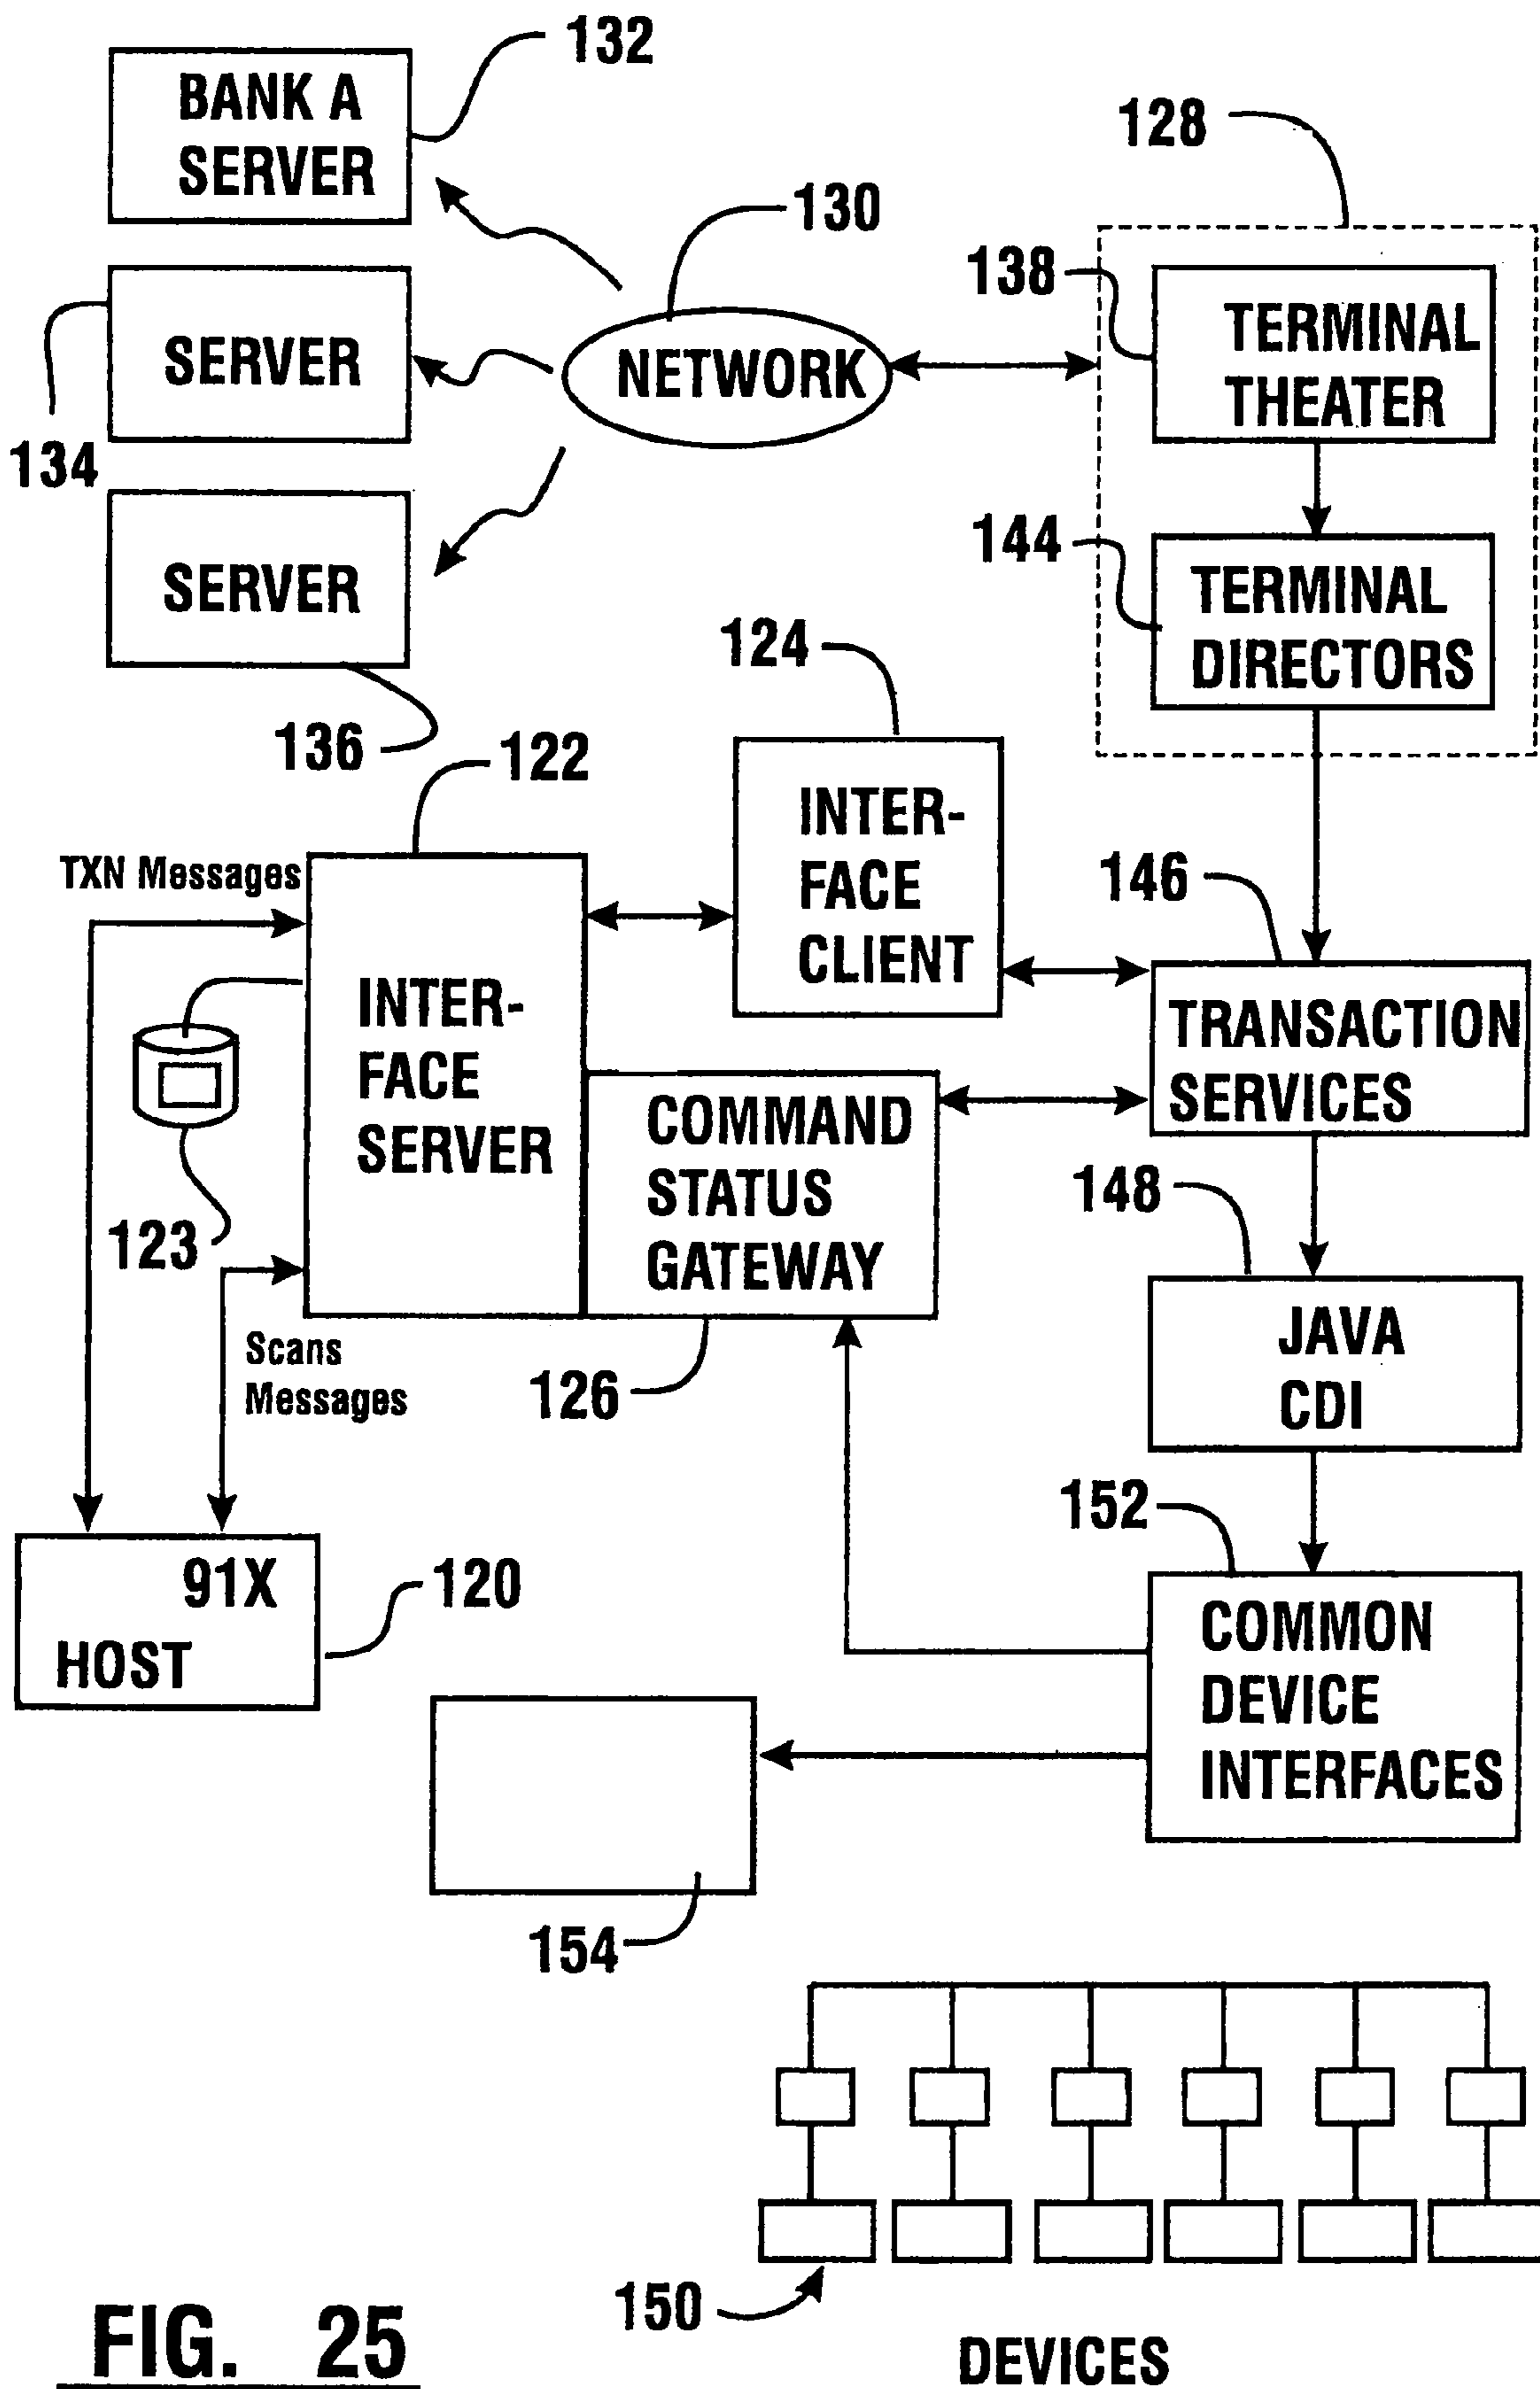 132
BANK A
SERVER
128
130
138
TERMINAL
THEATER
SERVER
NETWORK
134
144
TERMINAL
DIRECTORS
SERVER
124
136
122
INTER-
FACE
CLIENT
TXN Messages
146
INTER-
FACE
SERVER
TRANSACTION
SERVICES
COMMAND
STATUS
GATEWAY
148
123
Scans
Messages
126
JAVA
CDI
152
91X
HOST
120
COMMON
DEVICE
INTERFACES
154
150
DEVICES
FIG. 25